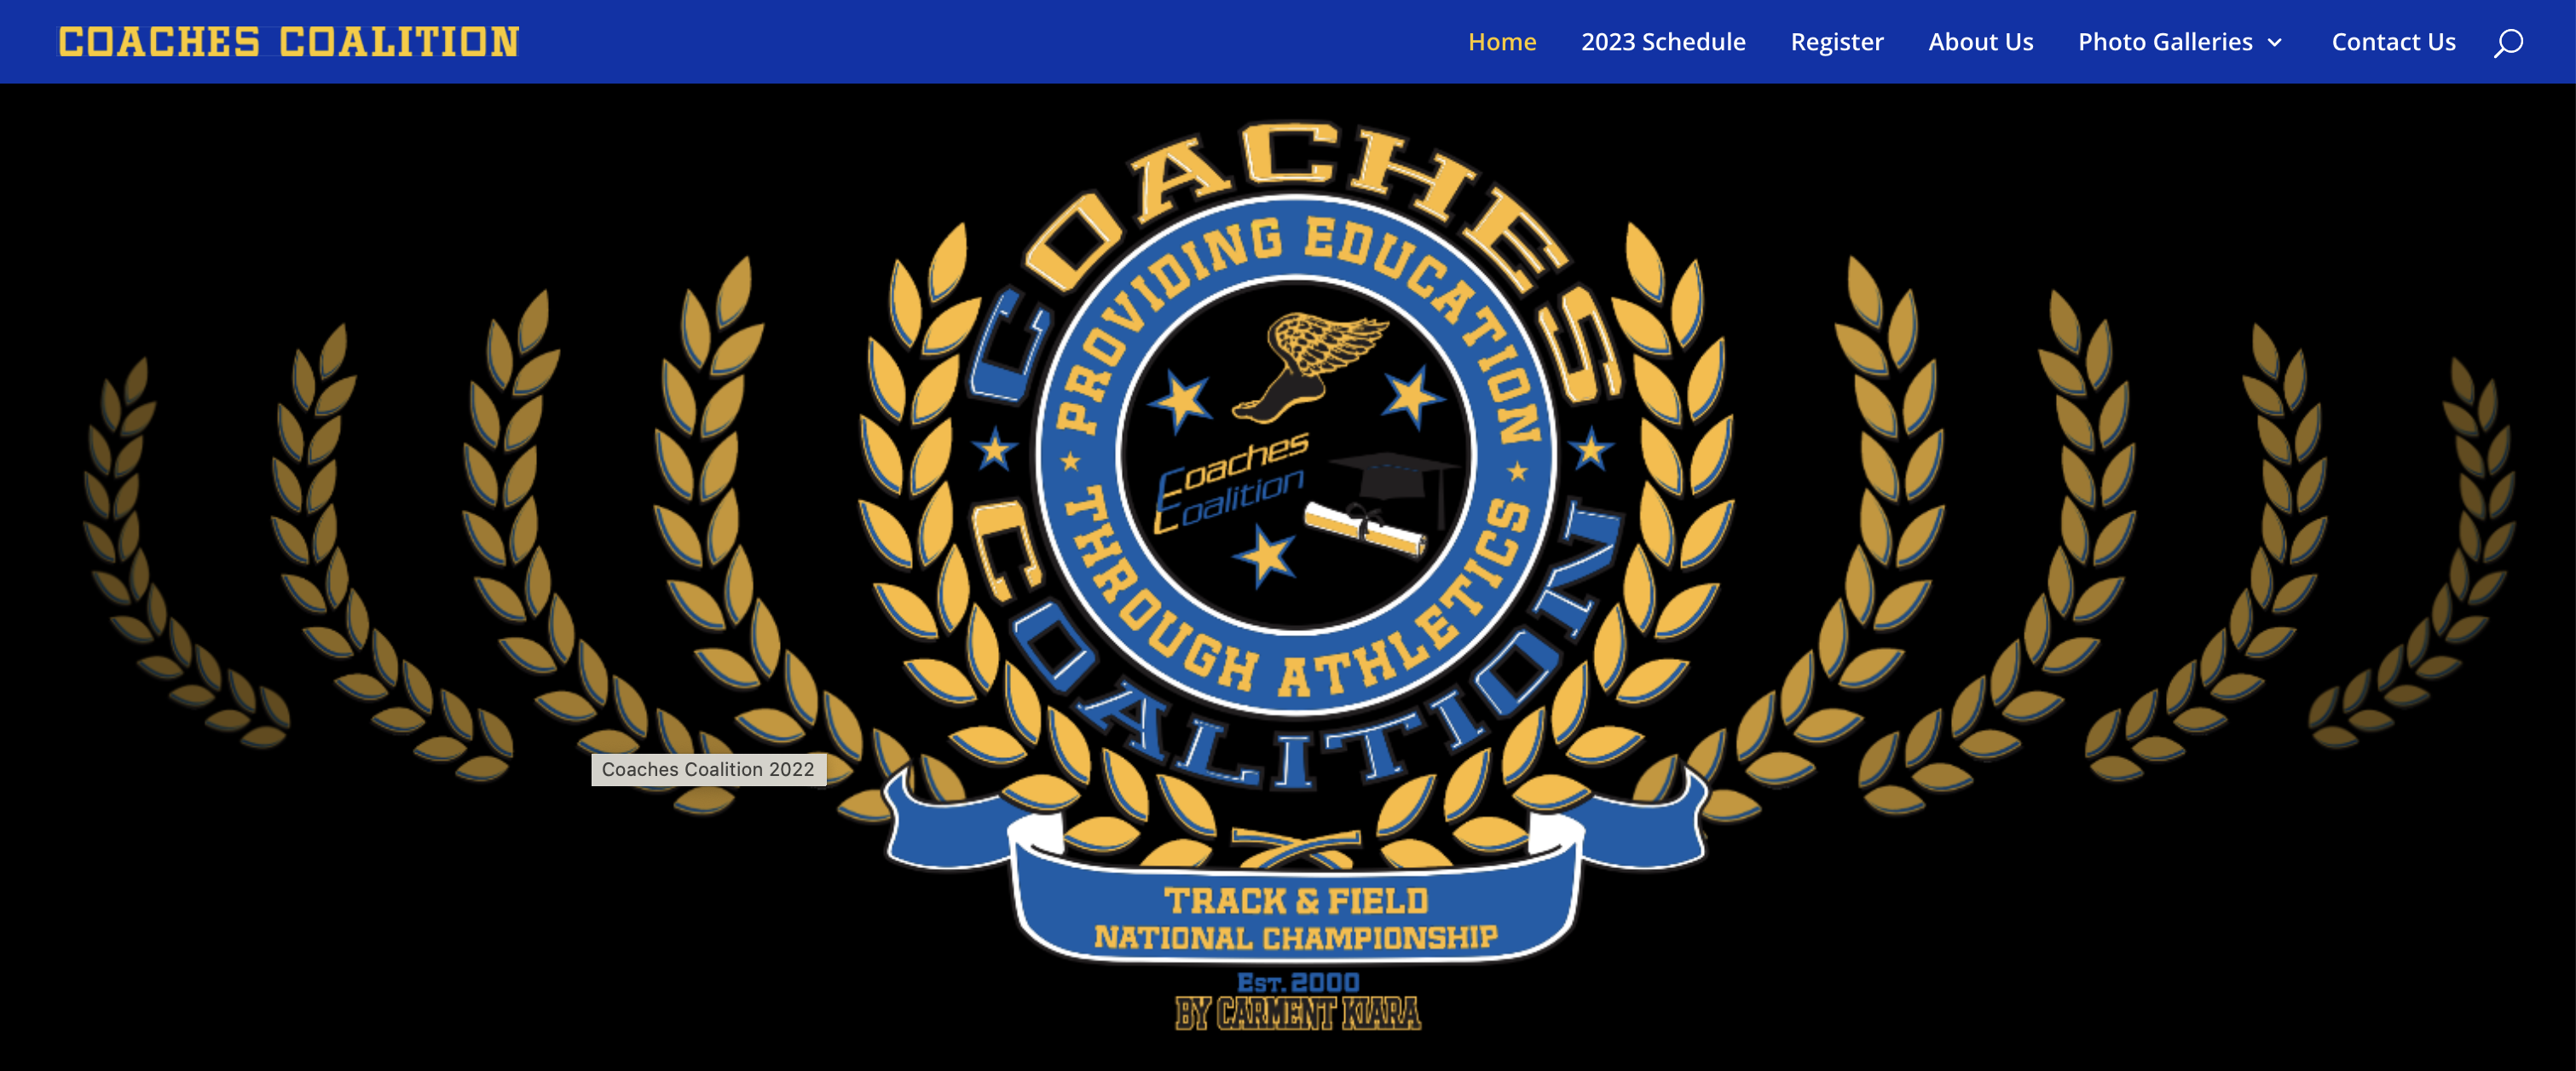 COACHES COALITION
Home
2023 Schedule
Register
About Us
Photo Galleries
Contact Us
COACHES
PROVIDING EDUCATION
Coaches
Coalition
THROUGH ATHLETICS
COALITION
Coaches Coalition 2022
TRACK & FIELD
NATIONAL CHAMPIONSHIP
EST. 2000
BY CARMENT KIARA